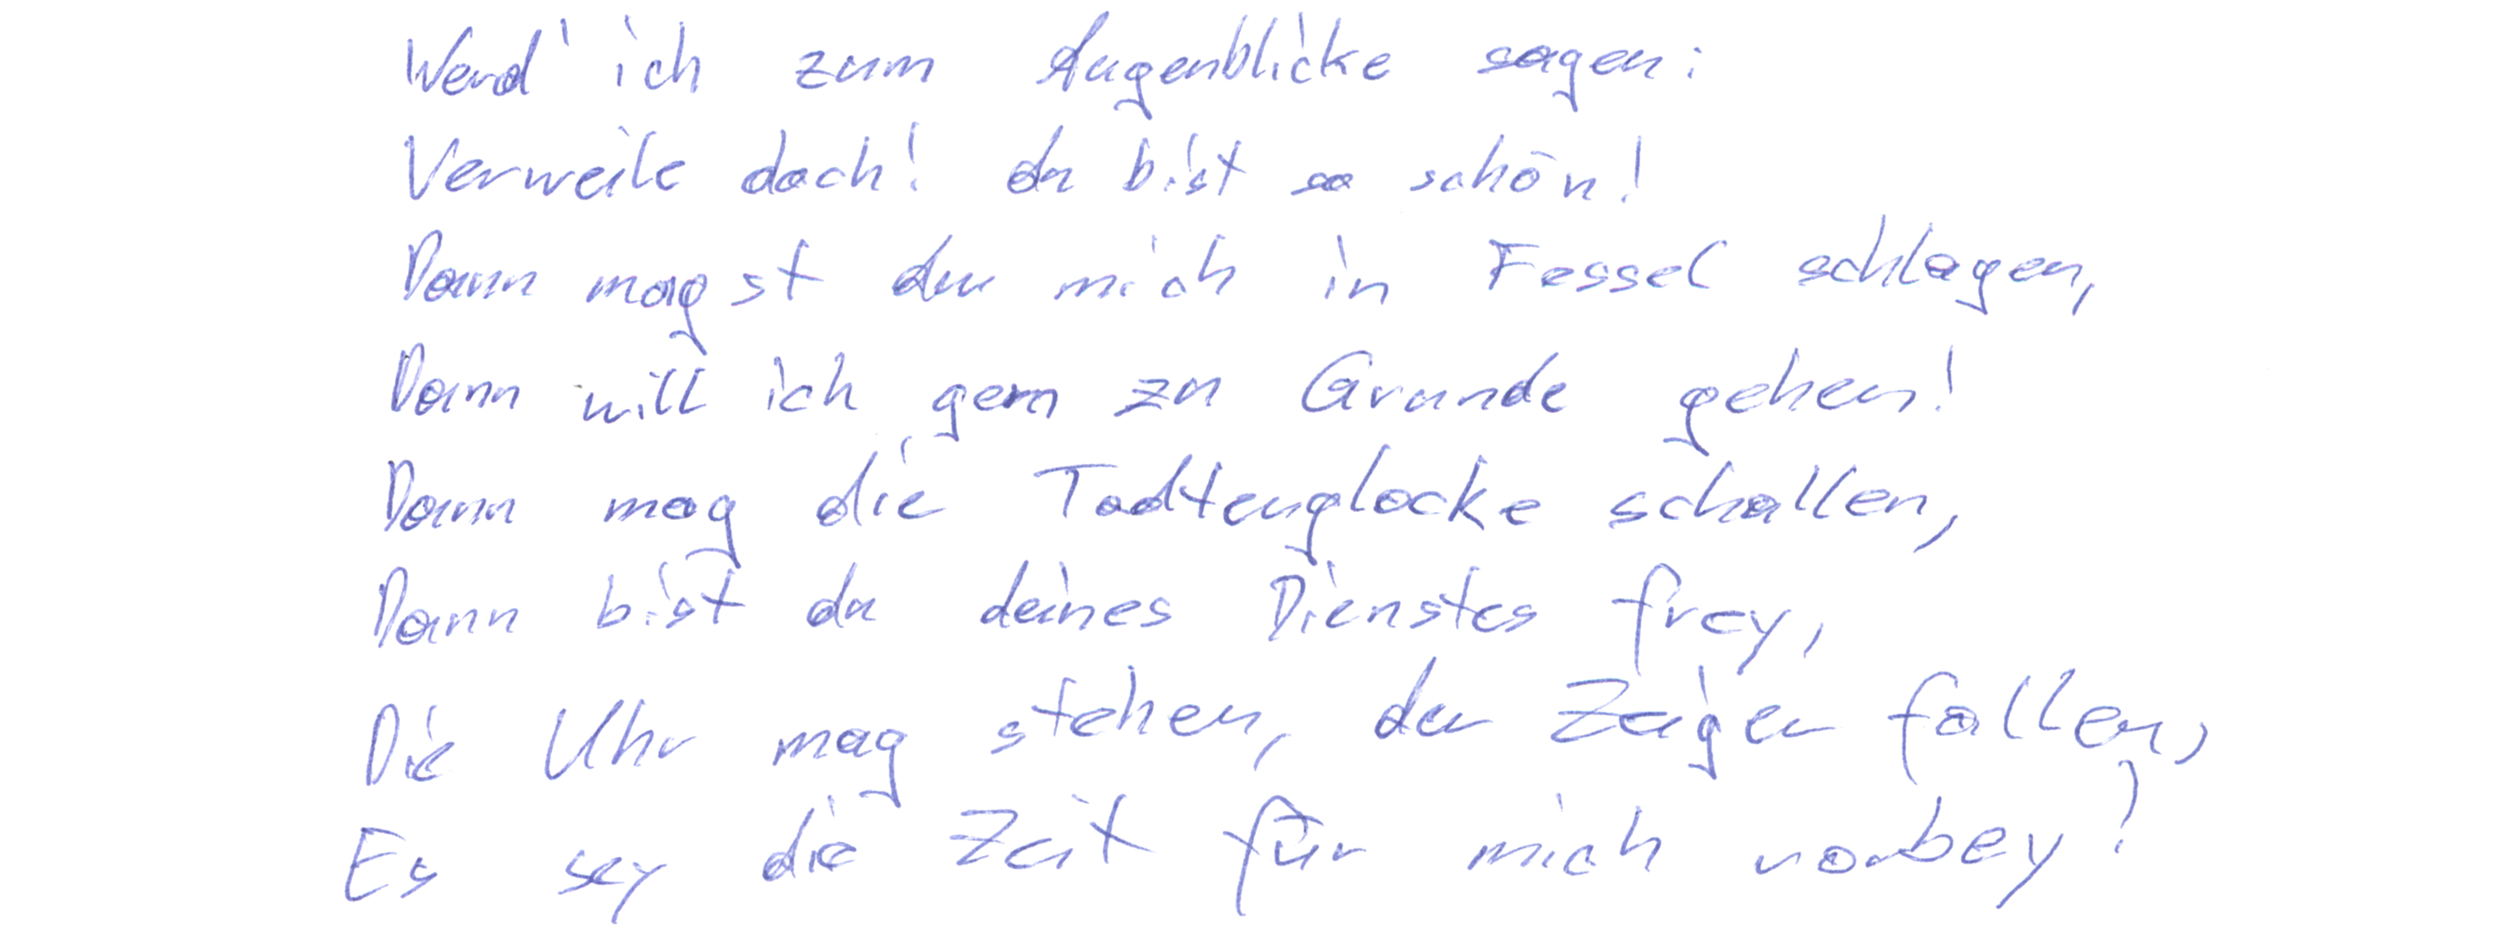 Werd' ich zum Augenblicke sagen:
Verweile doch! du bist so schön!
Dann magst du mich in Fessel schlagen,
Dann will ich gern zu Grunde gehen!
Dann mag die Todtenglocke schallen,
Dann bist du deines Dienstes frey,
Die Uhr mag stehen, der Zeiger fallen,
Es sey die Zeit für mich vorbey!